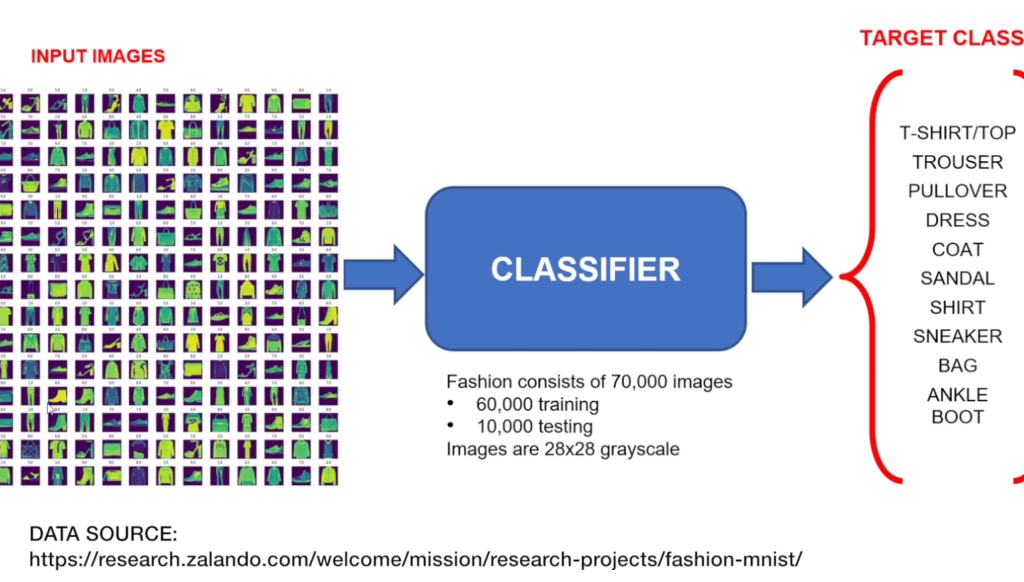 INPUT IMAGES
TARGET CLASS
T-SHIRT/TOP
TROUSER
PULLOVER
DRESS
COAT
SANDAL
SHIRT
SNEAKER
BAG
ANKLE
BOOT
CLASSIFIER
Fashion consists of 70,000 images
• 60,000 training
• 10,000 testing
Images are 28x28 grayscale
DATA SOURCE:
https://research.zalando.com/welcome/mission/research-projects/fashion-mnist/